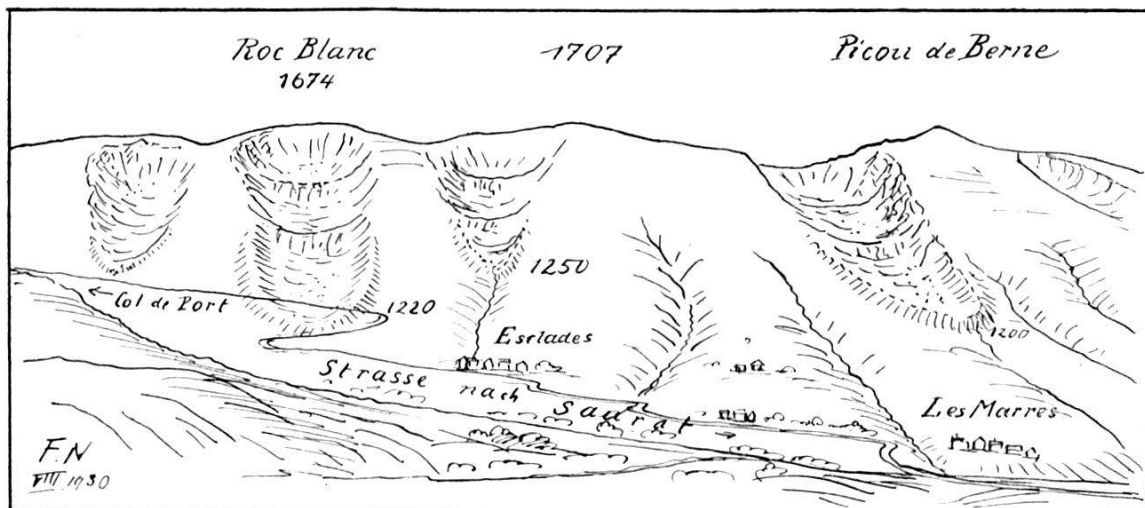 Roc Blanc
1674
1707
Picou de Berne
1250
← Col de Port
1220
Eselades
1200
Strasse nach Saurat
Les Marres
F.N
VIII 1930